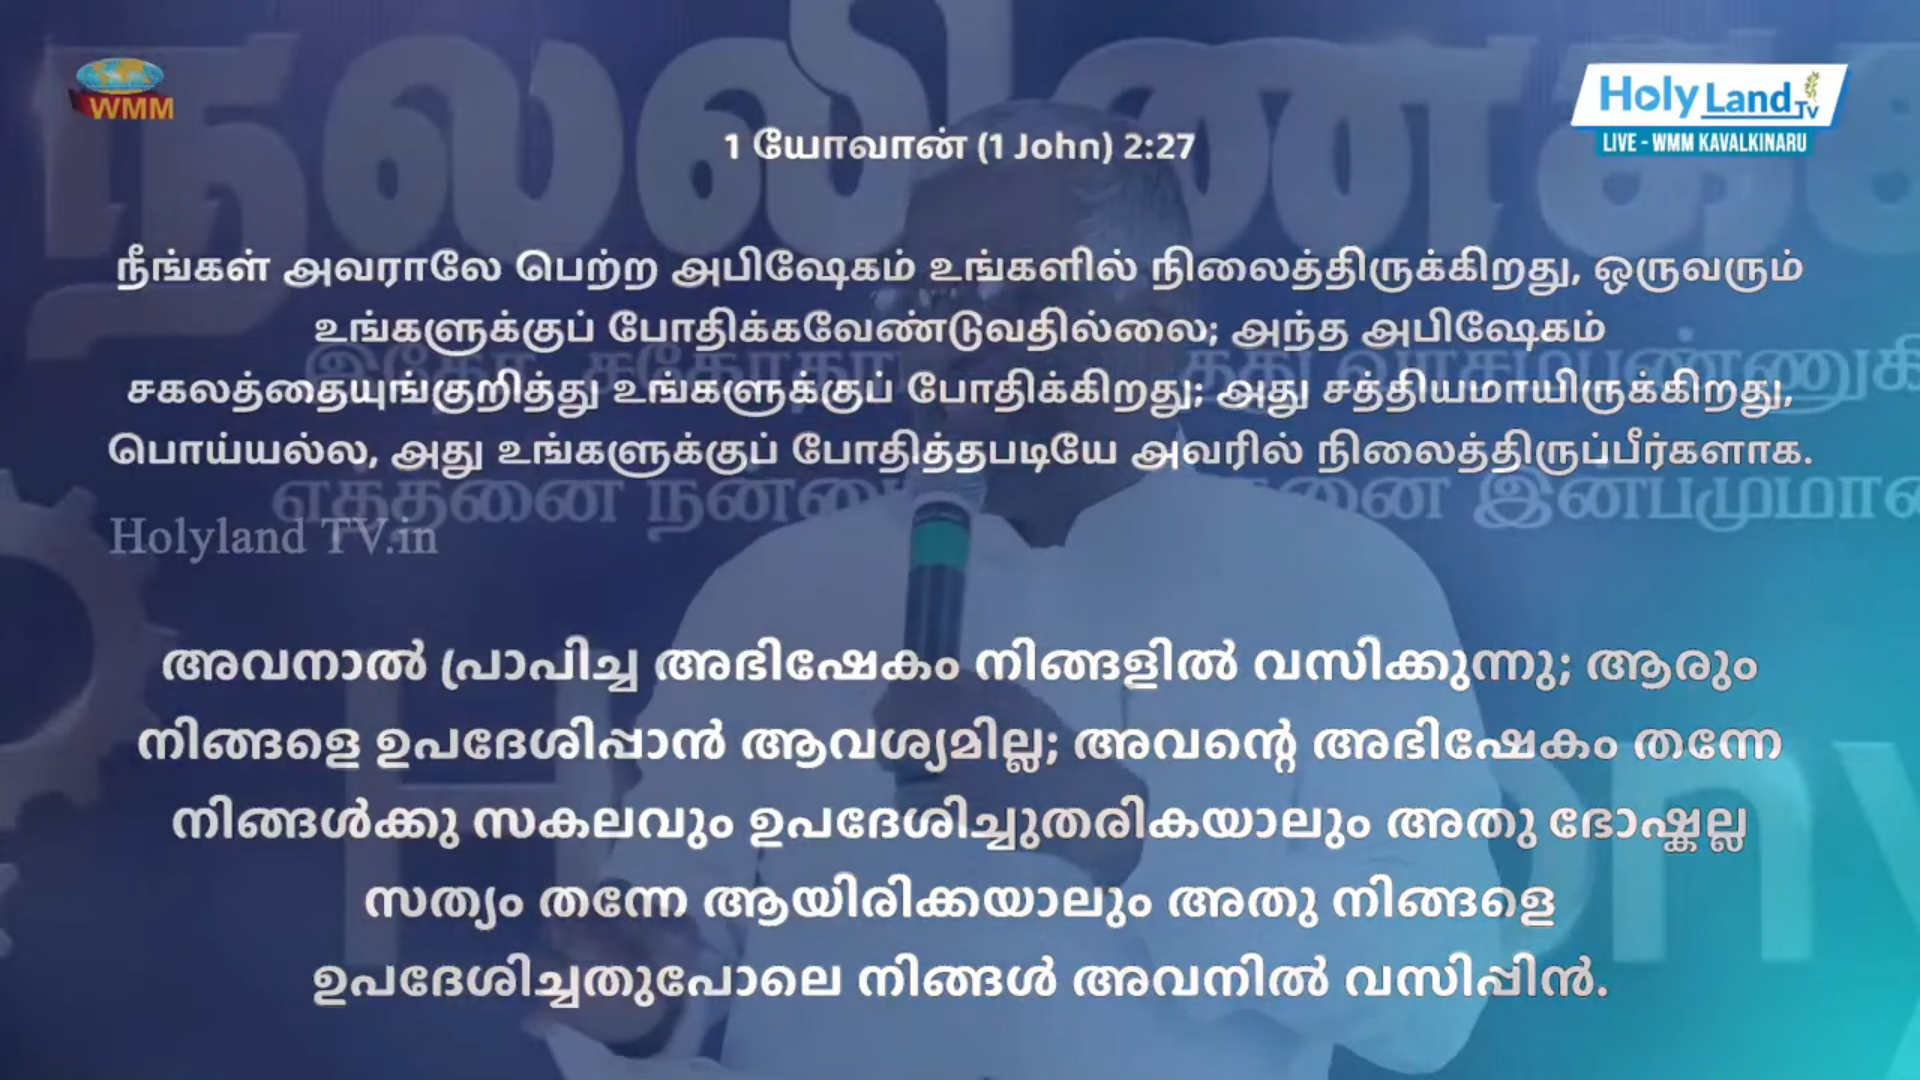 WMM
Holy Land TV
LIVE - WMM KAVALKINARU
1 யோவான் (1 John) 2:27
நீங்கள் அவராலே பெற்ற அபிஷேகம் உங்களில் நிலைத்திருக்கிறது, ஒருவரும்
உங்களுக்குப் போதிக்கவேண்டுவதில்லை; அந்த அபிஷேகம்
சகலத்தையுங்குறித்து உங்களுக்குப் போதிக்கிறது; அது சத்தியமாயிருக்கிறது,
பொய்யல்ல, அது உங்களுக்குப் போதித்தபடியே அவரில் நிலைத்திருப்பீர்களாக.
எத்தனை
இன்பமுமான
Holyland TV.in
അവനാൽ പ്രാപിച്ച അഭിഷേകം നിങ്ങളിൽ വസിക്കുന്നു; ആരും
നിങ്ങളെ ഉപദേശിപ്പാൻ ആവശ്യമില്ല; അവന്റെ അഭിഷേകം തന്നേ
നിങ്ങൾക്കു സകലവും ഉപദേശിച്ചുതരികയാലും അതു ഭോഷ്കല്ല
സത്യം തന്നേ ആയിരിക്കയാലും അതു നിങ്ങളെ
ഉപദേശിച്ചതുപോലെ നിങ്ങൾ അവനിൽ വസിപ്പിൻ.